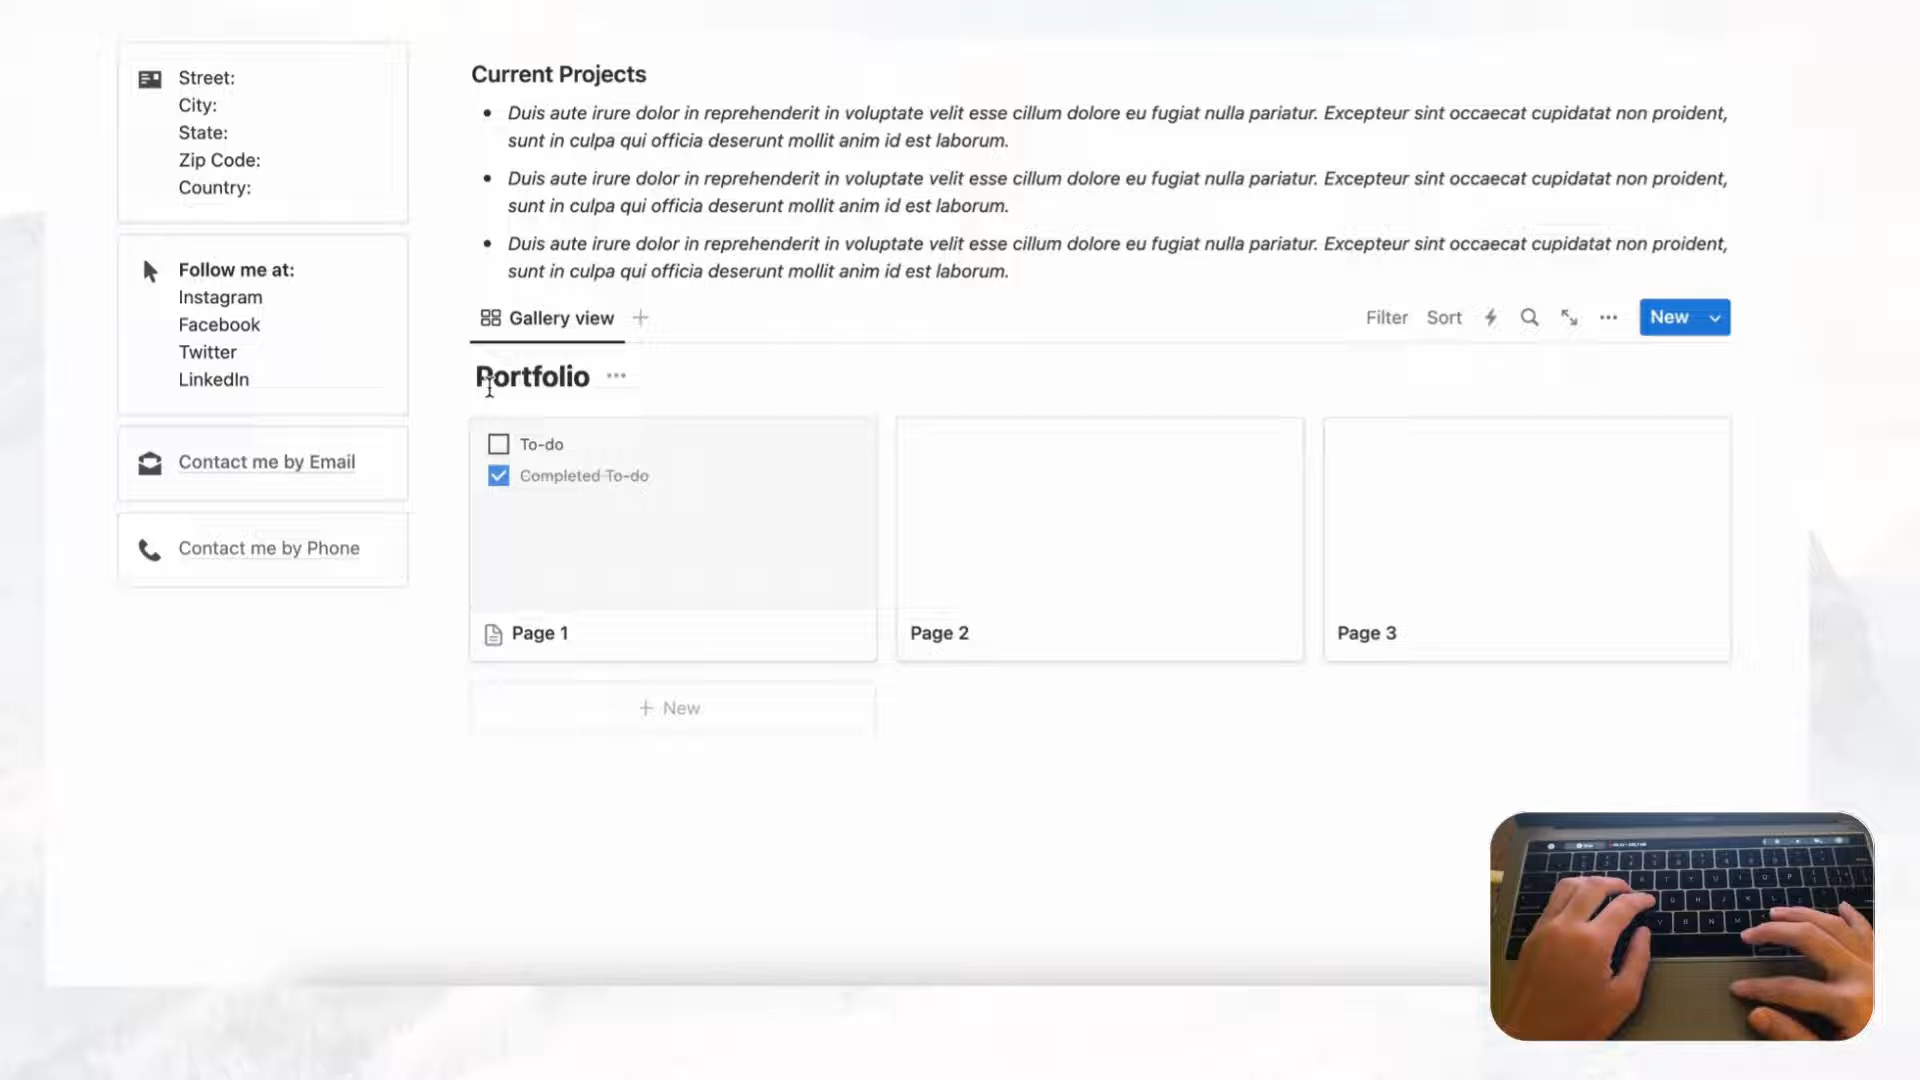 Street:
City:
State:
Zip Code:
Country:
Follow me at:
Instagram
Facebook
Twitter
LinkedIn
Contact me by Email
Contact me by Phone
Current Projects
Duis aute irure dolor in reprehenderit in voluptate velit esse cillum dolore eu fugiat nulla pariatur. Excepteur sint occaecat cupidatat non proident,
sunt in culpa qui officia deserunt mollit anim id est laborum.
Duis aute irure dolor in reprehenderit in voluptate velit esse cillum dolore eu fugiat nulla pariatur. Excepteur sint occaecat cupidatat non proident,
sunt in culpa qui officia deserunt mollit anim id est laborum.
Duis aute irure dolor in reprehenderit in voluptate velit esse cillum dolore eu fugiat nulla pariatur. Excepteur sint occaecat cupidatat non proident,
sunt in culpa qui officia deserunt mollit anim id est laborum.
Gallery view
Filter Sort New
Portfolio
To-do
Completed To-do
Page 1
Page 2
Page 3
New